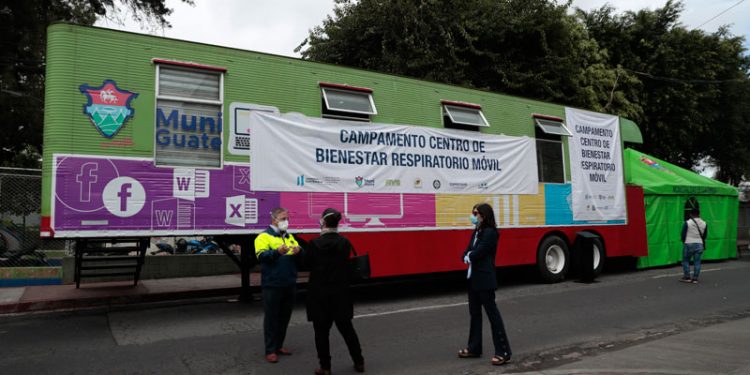 Muni
Guate
CAMPAMENTO CENTRO DE
BIENESTAR RESPIRATORIO MÓVIL
CAMPAMENTO CENTRO
DE BIENESTAR
RESPIRATORIO MÓVIL
f
f
W
W
X
X